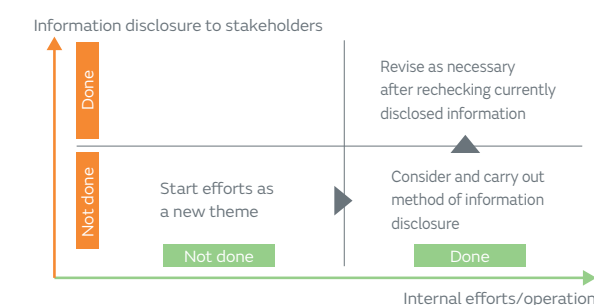 Information disclosure to stakeholders
Done
Revise as necessary
after rechecking currently
disclosed information
Not done
Start efforts as
a new theme
Consider and carry out
method of information
disclosure
Not done
Done
Internal efforts/operation